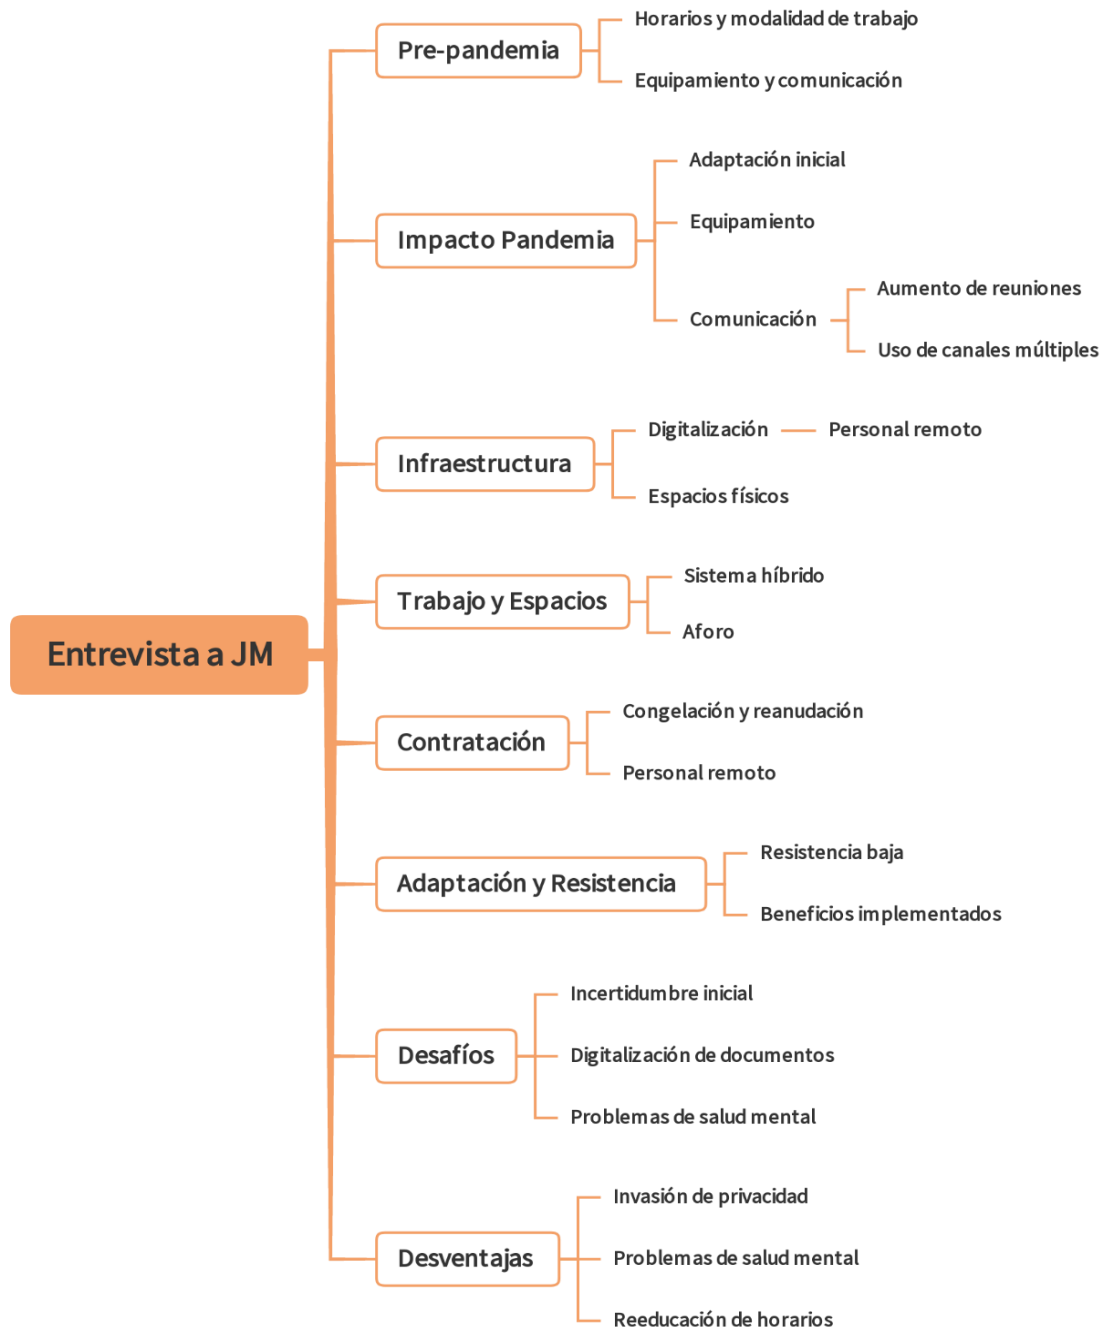 Entrevista a JM
Pre-pandemia
Horarios y modalidad de trabajo
Equipamiento y comunicación
Impacto Pandemia
Adaptación inicial
Equipamiento
Comunicación
Aumento de reuniones
Uso de canales múltiples
Infraestructura
Digitalización
Personal remoto
Espacios físicos
Trabajo y Espacios
Sistema híbrido
Aforo
Contratación
Congelación y reanudación
Personal remoto
Adaptación y Resistencia
Resistencia baja
Beneficios implementados
Desafíos
Incertidumbre inicial
Digitalización de documentos
Problemas de salud mental
Desventajas
Invasión de privacidad
Problemas de salud mental
Reeducación de horarios